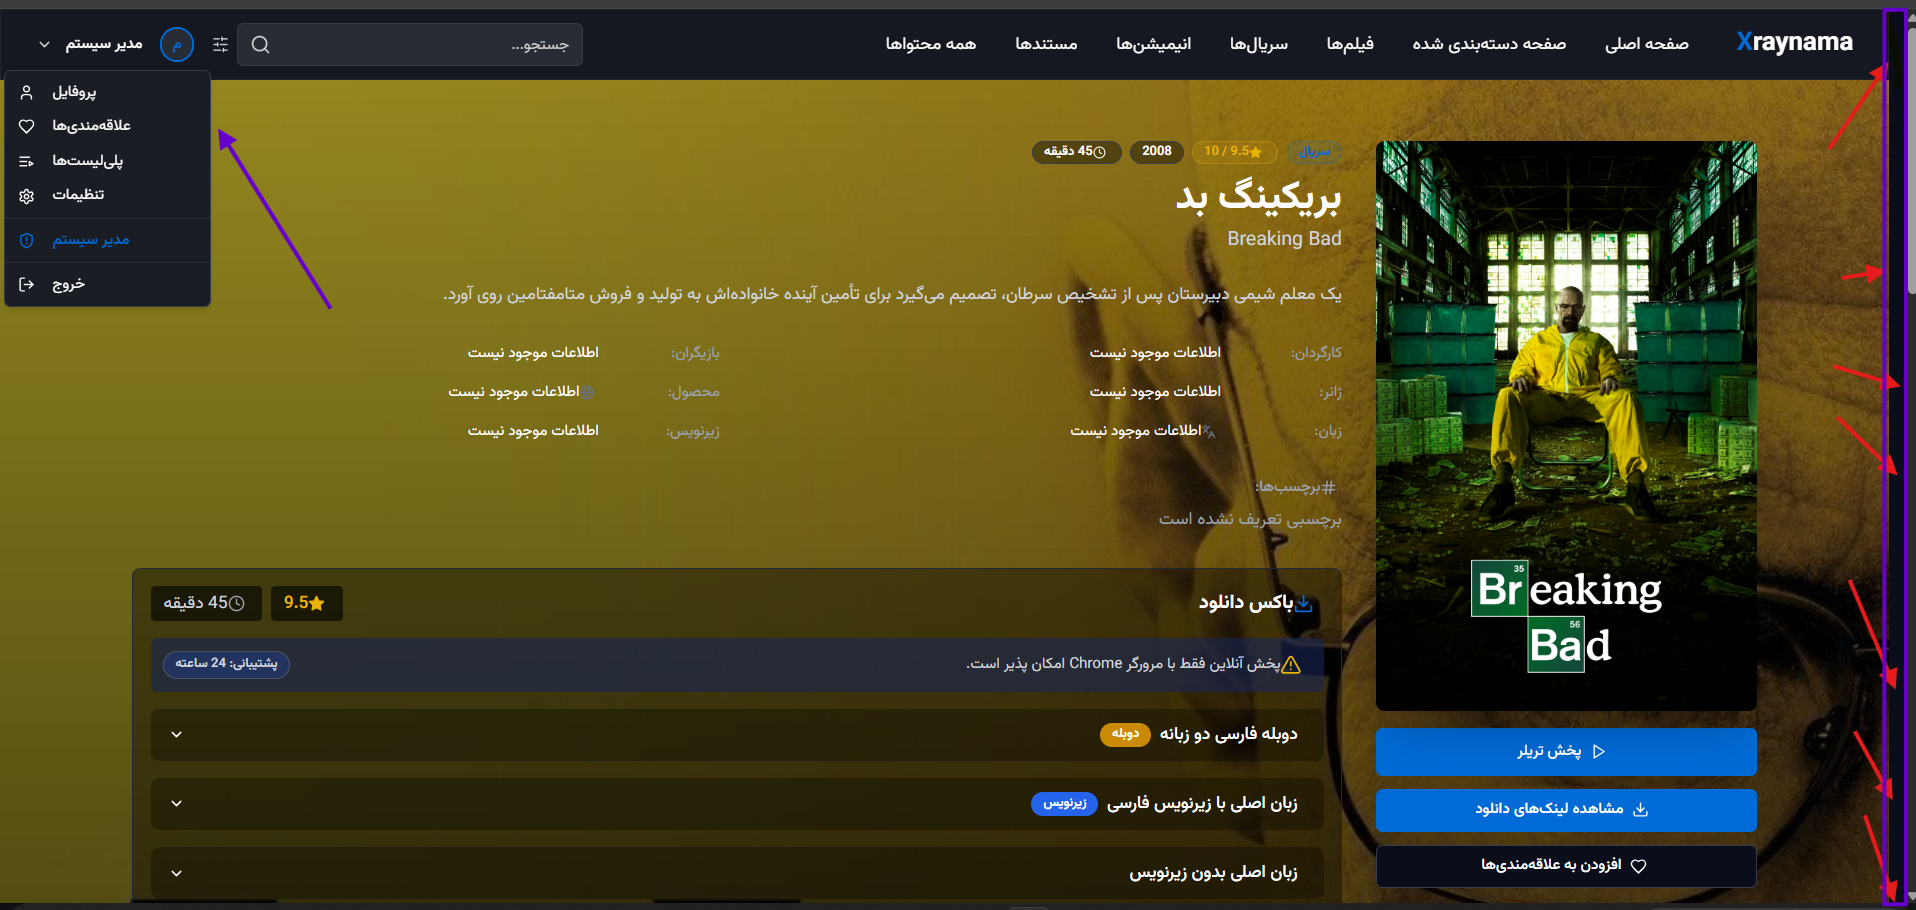 Xraynama
صفحه اصلی
صفحه دسته‌بندی شده
فیلم‌ها
سریال‌ها
انیمیشن‌ها
مستندها
همه محتواها
جستجو...
م
مدیر سیستم
پروفایل
علاقه‌مندی‌ها
پلی‌لیست‌ها
تنظیمات
مدیر سیستم
خروج
سریال
9.5 / 10
2008
45 دقیقه
بریکینگ بد
Breaking Bad
یک معلم شیمی دبیرستان پس از تشخیص سرطان، تصمیم می‌گیرد برای تأمین آینده خانواده‌اش به تولید و فروش متامفتامین روی آورد.
کارگردان: اطلاعات موجود نیست
بازیگران: اطلاعات موجود نیست
ژانر: اطلاعات موجود نیست
محصول: اطلاعات موجود نیست
زبان: اطلاعات موجود نیست
زیرنویس: اطلاعات موجود نیست
برچسب‌ها:
برچسبی تعریف نشده است
35
Breaking
56
Bad
پخش تریلر
مشاهده لینک‌های دانلود
افزودن به علاقه‌مندی‌ها
باکس دانلود
9.5
45 دقیقه
پخش آنلاین فقط با مرورگر Chrome امکان پذیر است.
پشتیبانی: 24 ساعته
دوبله فارسی دو زبانه
دوبله
زبان اصلی با زیرنویس فارسی
زیرنویس
زبان اصلی بدون زیرنویس